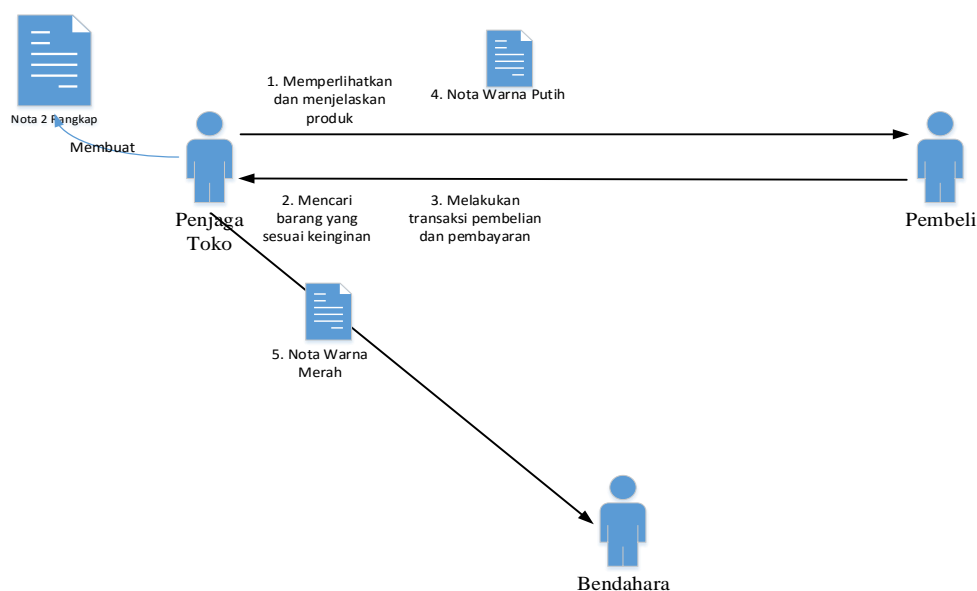 Nota 2 Rangkap
Membuat
Penjaga
Toko
1. Memperlihatkan
dan menjelaskan
produk
4. Nota Warna Putih
2. Mencari
barang yang
sesuai keinginan
3. Melakukan
transaksi pembelian
dan pembayaran
Pembeli
5. Nota Warna
Merah
Bendahara